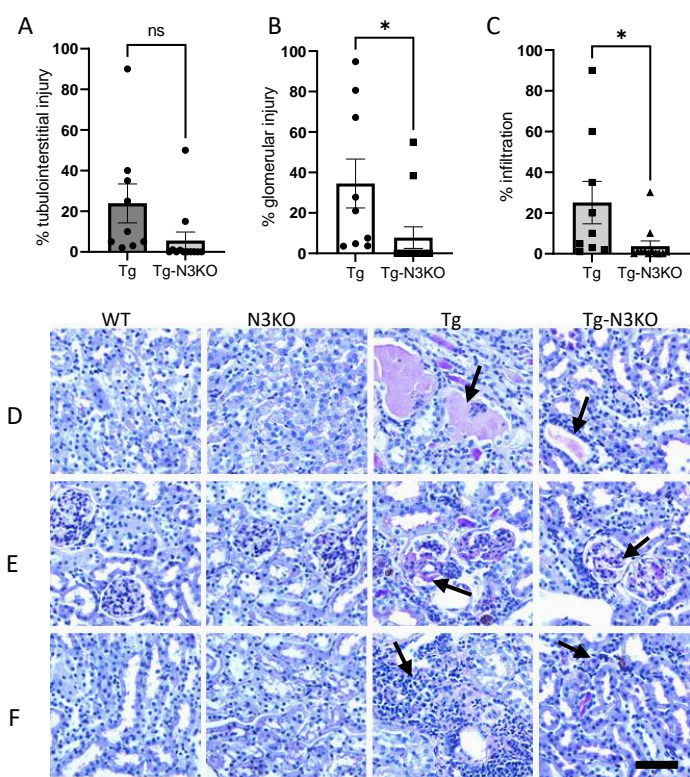 A
B
C
ns
*
*
% tubulointerstitial injury
100
80
60
40
20
0
Tg
Tg-N3KO
% glomerular injury
100
80
60
40
20
0
Tg
Tg-N3KO
% infiltration
100
80
60
40
20
0
Tg
Tg-N3KO
WT
N3KO
Tg
Tg-N3KO
D
E
F